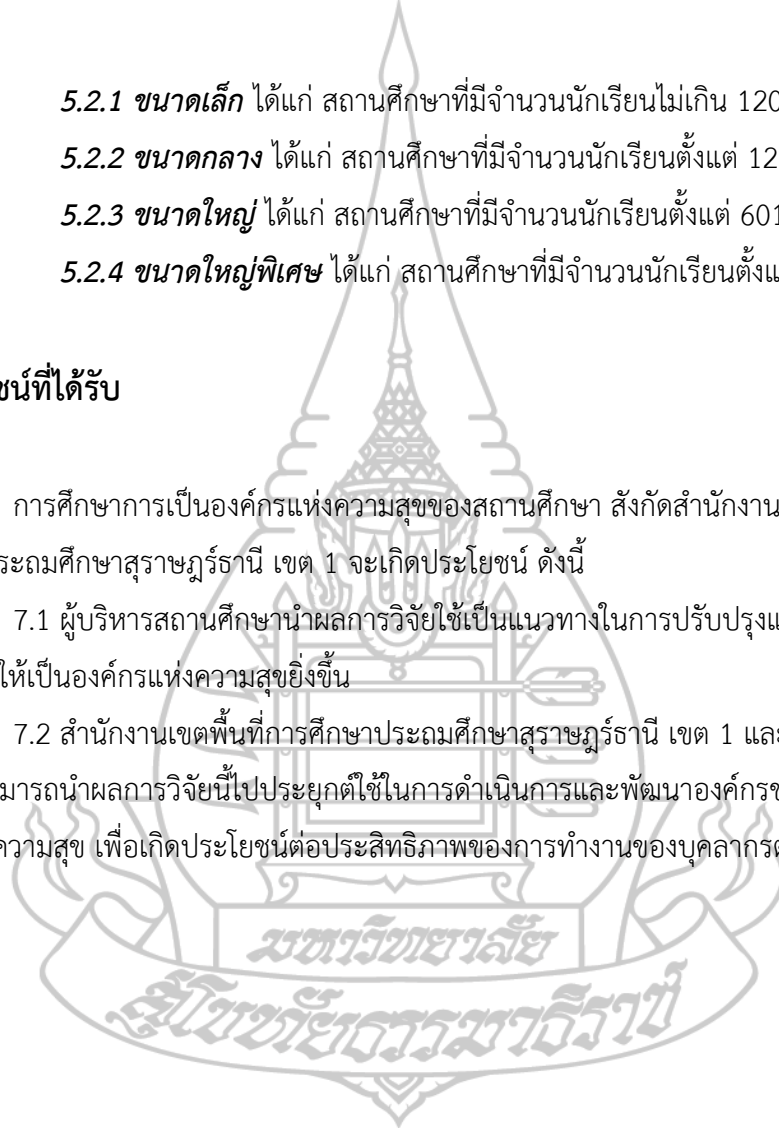 5.2.1 ขนาดเล็ก ได้แก่ สถานศึกษาที่มีจำนวนนักเรียนไม่เกิน 120
5.2.2 ขนาดกลาง ได้แก่ สถานศึกษาที่มีจำนวนนักเรียนตั้งแต่ 12
5.2.3 ขนาดใหญ่ ได้แก่ สถานศึกษาที่มีจำนวนนักเรียนตั้งแต่ 601
5.2.4 ขนาดใหญ่พิเศษ ได้แก่ สถานศึกษาที่มีจำนวนนักเรียนตั้งแ
ชน์ที่ได้รับ
การศึกษาการเป็นองค์กรแห่งความสุขของสถานศึกษา สังกัดสำนักงาน
ระถมศึกษาสุราษฎร์ธานี เขต 1 จะเกิดประโยชน์ ดังนี้
7.1 ผู้บริหารสถานศึกษานำผลการวิจัยใช้เป็นแนวทางในการปรับปรุงแ
ให้เป็นองค์กรแห่งความสุขยิ่งขึ้น
7.2 สำนักงานเขตพื้นที่การศึกษาประถมศึกษาสุราษฎร์ธานี เขต 1 และ
มารถนำผลการวิจัยนี้ไปประยุกต์ใช้ในการดำเนินการและพัฒนาองค์กรข
ความสุข เพื่อเกิดประโยชน์ต่อประสิทธิภาพของการทำงานของบุคลากรต
มหาวิทยาลัย
สุโขทัยธรรมาธิราช